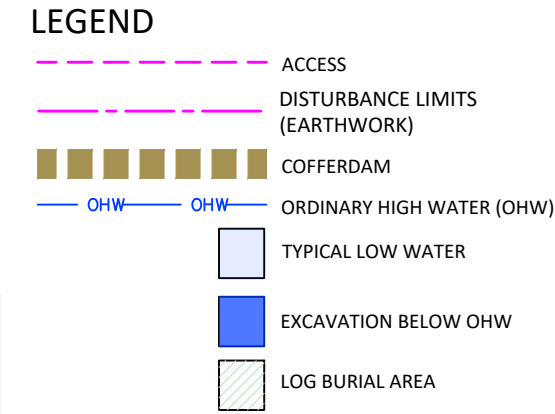 LEGEND
ACCESS
DISTURBANCE LIMITS
(EARTHWORK)
COFFERDAM
OHW OHW ORDINARY HIGH WATER (OHW)
TYPICAL LOW WATER
EXCAVATION BELOW OHW
LOG BURIAL AREA